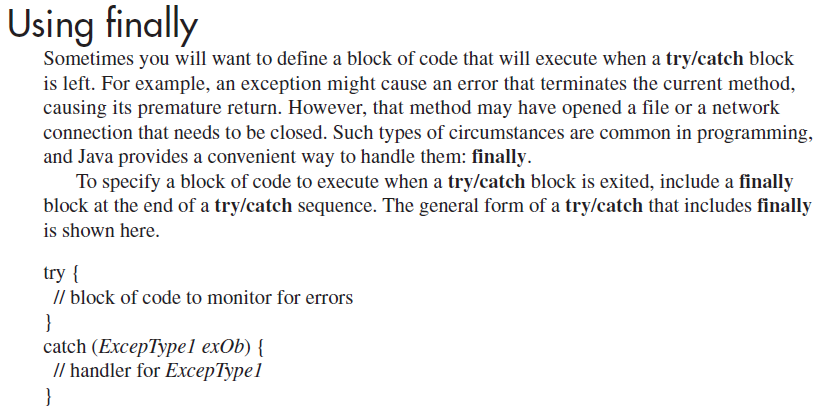 Using finally
Sometimes you will want to define a block of code that will execute when a try/catch block
is left. For example, an exception might cause an error that terminates the current method,
causing its premature return. However, that method may have opened a file or a network
connection that needs to be closed. Such types of circumstances are common in programming,
and Java provides a convenient way to handle them: finally.
To specify a block of code to execute when a try/catch block is exited, include a finally
block at the end of a try/catch sequence. The general form of a try/catch that includes finally
is shown here.
try {
// block of code to monitor for errors
}
catch (ExcepType1 exOb) {
// handler for ExcepType1
}